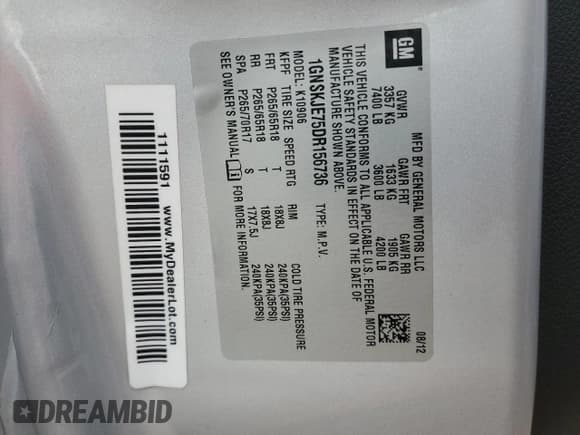 GM
MFD BY GENERAL MOTORS LLC
08/12
GVWR GAWR FRT GAWR RR
3357 KG 1633 KG 1905 KG
7400 LB 3600 LB 4200 LB
THIS VEHICLE CONFORMS TO ALL APPLICABLE U.S. FEDERAL MOTOR
VEHICLE SAFETY STANDARDS IN EFFECT ON THE DATE OF
MANUFACTURE SHOWN ABOVE.
1GNSKJE75DR156736 TYPE: M.P.V.
MODEL: K10906
KFPF TIRE SIZE SPEED RTG RIM COLD TIRE PRESSURE
FRT P265/65R18 T 18X8J 240KPA(35PSI)
RR P265/65R18 T 18X8J 240KPA(35PSI)
SPA P265/70R17 S 17X7.5J 240KPA(35PSI)
SEE OWNER'S MANUAL FOR MORE INFORMATION.
1111591 www.MyDealerLot.com
DREAMBID